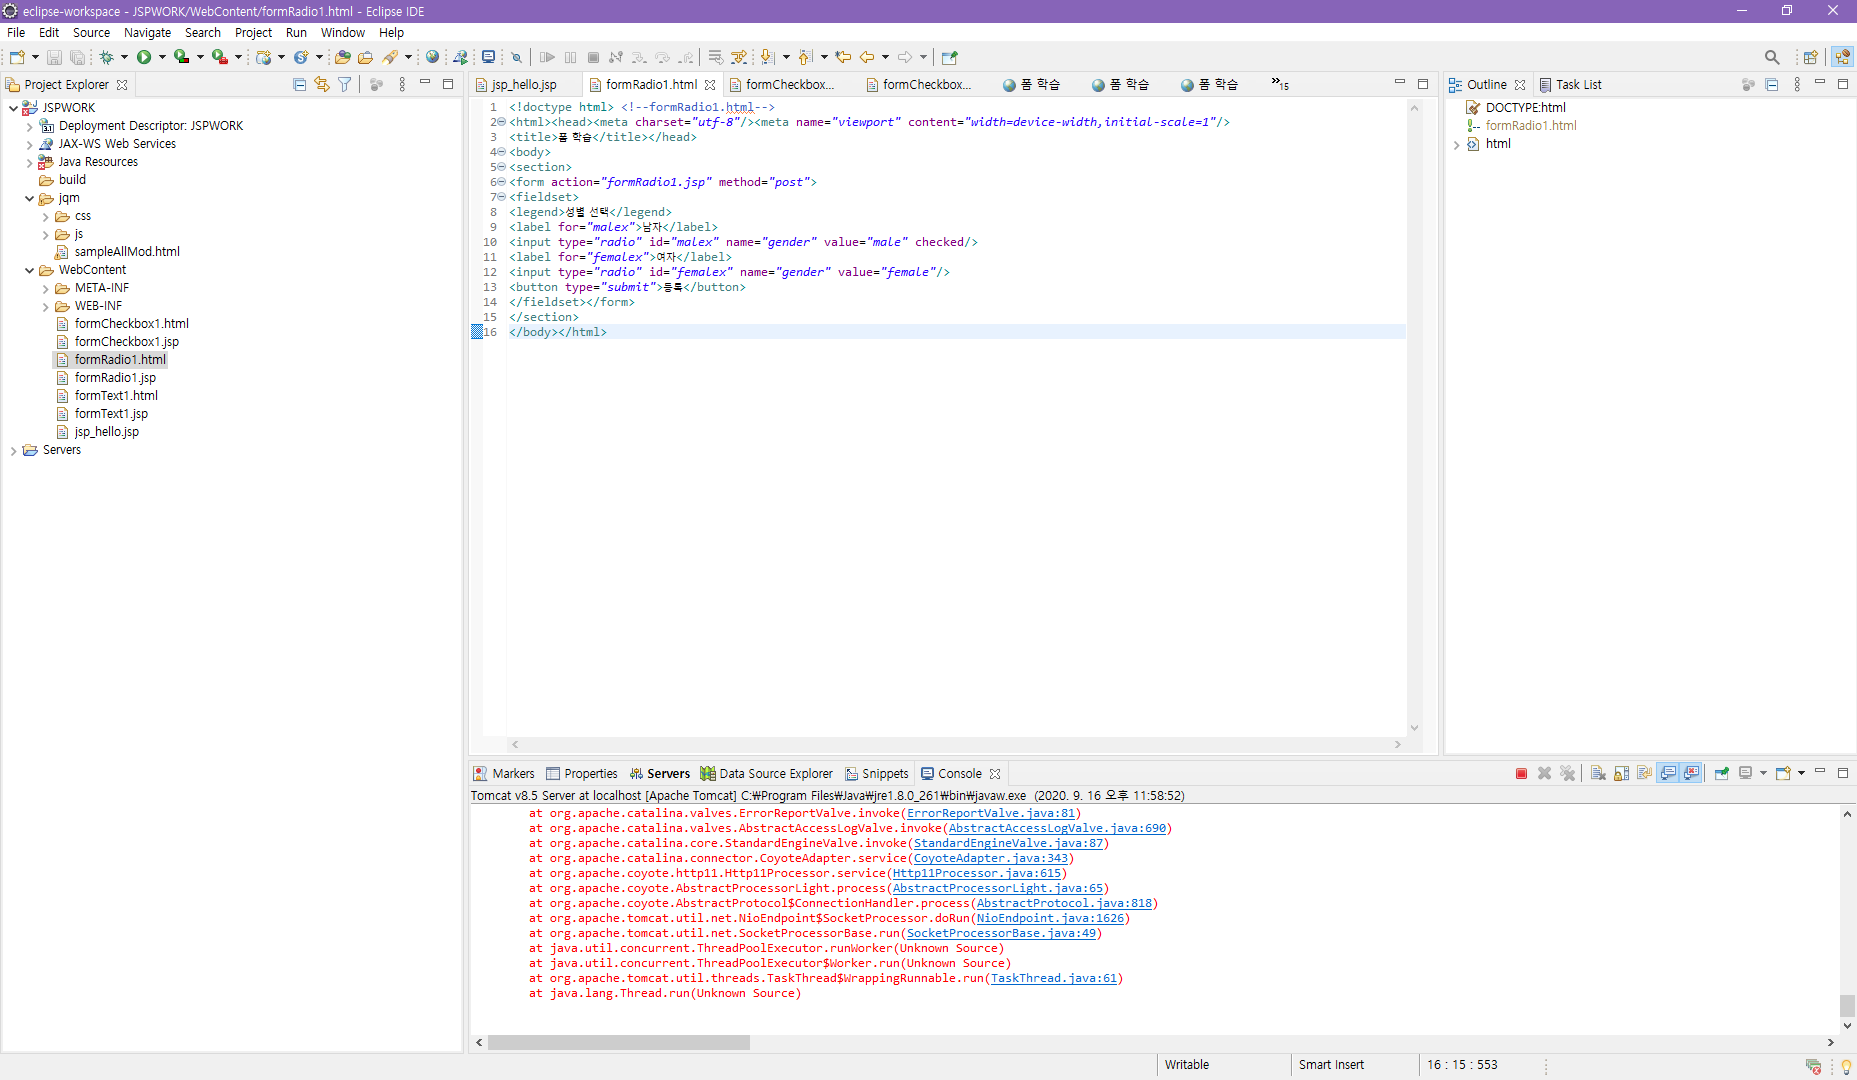 eclipse-workspace - JSPWORK/WebContent/formRadio1.html - Eclipse IDE
File Edit Source Navigate Search Project Run Window Help
Project Explorer
JSPWORK
Deployment Descriptor: JSPWORK
JAX-WS Web Services
Java Resources
build
jqm
css
js
sampleAllMod.html
WebContent
META-INF
WEB-INF
formCheckbox1.html
formCheckbox1.jsp
formRadio1.html
formRadio1.jsp
formText1.html
formText1.jsp
jsp_hello.jsp
Servers
jsp_hello.jsp formRadio1.html formCheckbox... formCheckbox... 폼 학습 폼 학습 폼 학습 »15
1 <!doctype html> <!--formRadio1.html-->
2 <html><head><meta charset="utf-8"/><meta name="viewport" content="width=device-width,initial-scale=1"/>
3 <title>폼 학습</title></head>
4 <body>
5 <section>
6 <form action="formRadio1.jsp" method="post">
7 <fieldset>
8 <legend>성별 선택</legend>
9 <label for="malex">남자</label>
10 <input type="radio" id="malex" name="gender" value="male" checked/>
11 <label for="femalex">여자</label>
12 <input type="radio" id="femalex" name="gender" value="female"/>
13 <button type="submit">등록</button>
14 </fieldset></form>
15 </section>
16 </body></html>
Outline Task List
DOCTYPE:html
formRadio1.html
html
Markers Properties Servers Data Source Explorer Snippets Console
Tomcat v8.5 Server at localhost [Apache Tomcat] C:₩Program Files₩Java₩jre1.8.0_261₩bin₩javaw.exe (2020. 9. 16 오후 11:58:52)
at org.apache.catalina.valves.ErrorReportValve.invoke(ErrorReportValve.java:81)
at org.apache.catalina.valves.AbstractAccessLogValve.invoke(AbstractAccessLogValve.java:690)
at org.apache.catalina.core.StandardEngineValve.invoke(StandardEngineValve.java:87)
at org.apache.catalina.connector.CoyoteAdapter.service(CoyoteAdapter.java:343)
at org.apache.coyote.http11.Http11Processor.service(Http11Processor.java:615)
at org.apache.coyote.AbstractProcessorLight.process(AbstractProcessorLight.java:65)
at org.apache.coyote.AbstractProtocol$ConnectionHandler.process(AbstractProtocol.java:818)
at org.apache.tomcat.util.net.NioEndpoint$SocketProcessor.doRun(NioEndpoint.java:1626)
at org.apache.tomcat.util.net.SocketProcessorBase.run(SocketProcessorBase.java:49)
at java.util.concurrent.ThreadPoolExecutor.runWorker(Unknown Source)
at java.util.concurrent.ThreadPoolExecutor$Worker.run(Unknown Source)
at org.apache.tomcat.util.threads.TaskThread$WrappingRunnable.run(TaskThread.java:61)
at java.lang.Thread.run(Unknown Source)
Writable Smart Insert 16 : 15 : 553